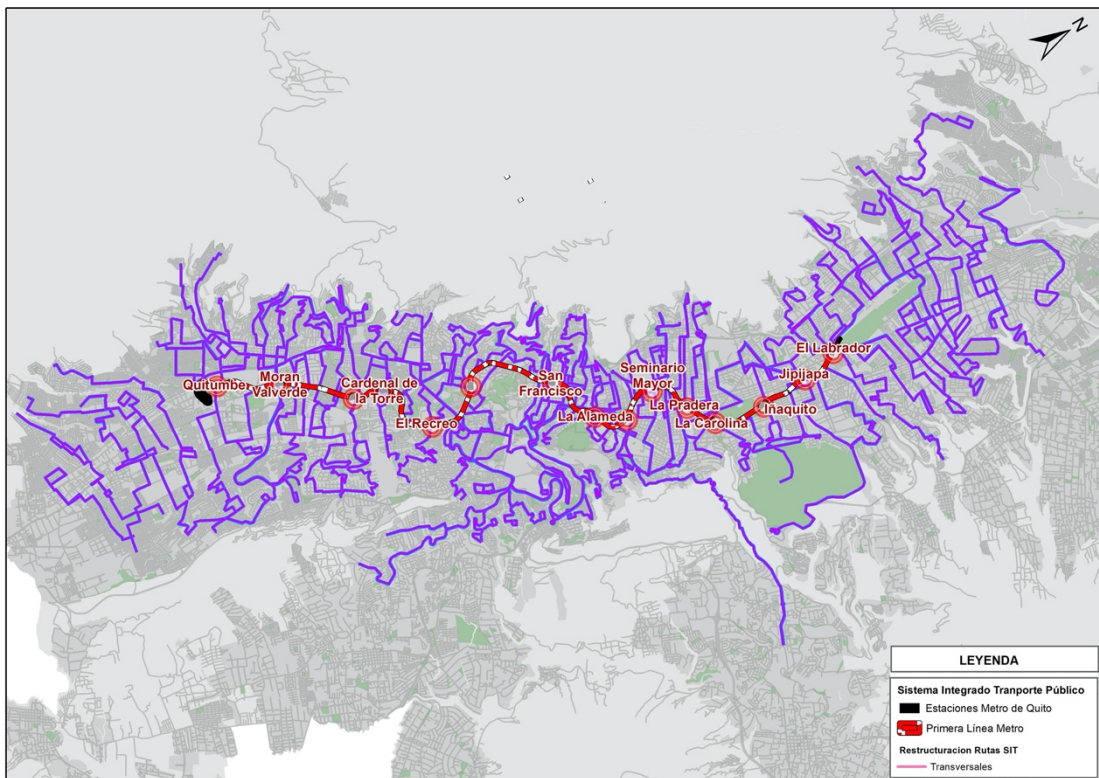 N
El Labrador
Jipijapa
Iñaquito
La Carolina
La Pradera
Seminario
Mayor
La Alameda
San
Francisco
El Recreo
Cardenal de
la Torre
Moran
Valverde
Quitumbe
LEYENDA
Sistema Integrado Tranporte Público
Estaciones Metro de Quito
Primera Línea Metro
Restructuracion Rutas SIT
Transversales